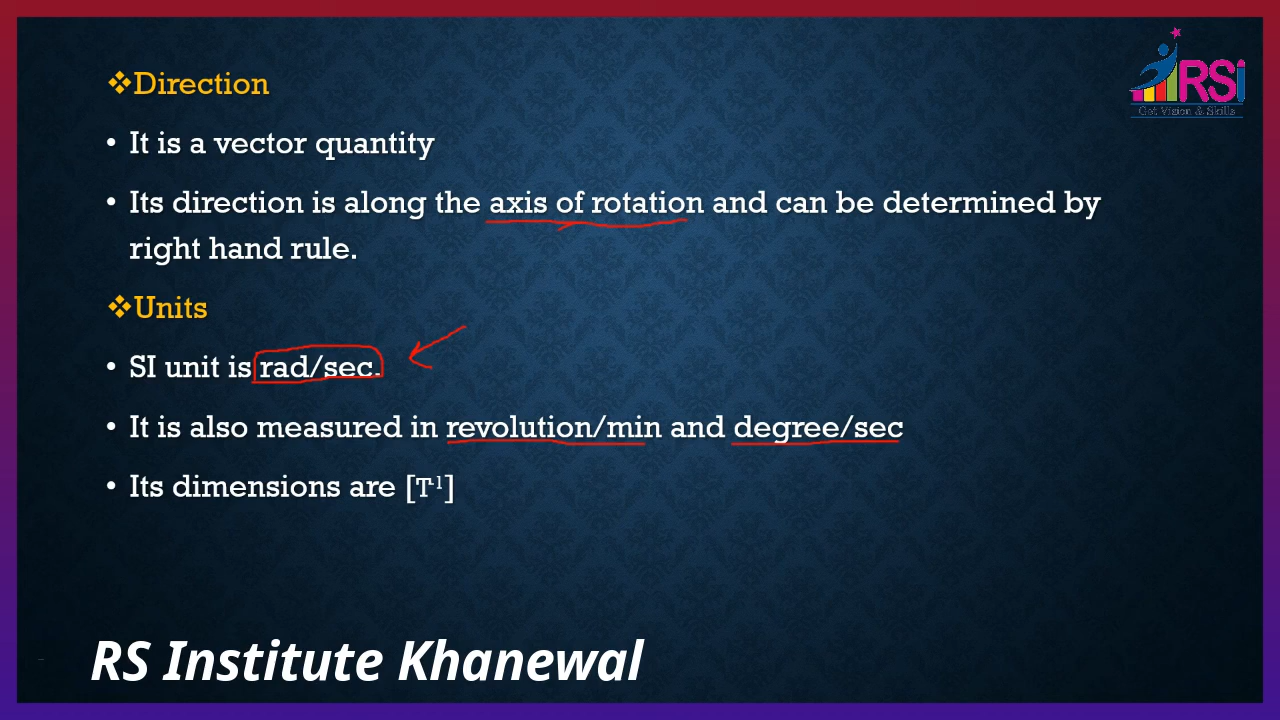 ❖Direction
RSi
Get Vision & Skills
• It is a vector quantity
• Its direction is along the axis of rotation and can be determined by
right hand rule.
❖Units
• SI unit is rad/sec.
• It is also measured in revolution/min and degree/sec
• Its dimensions are [T⁻¹]
RS Institute Khanewal